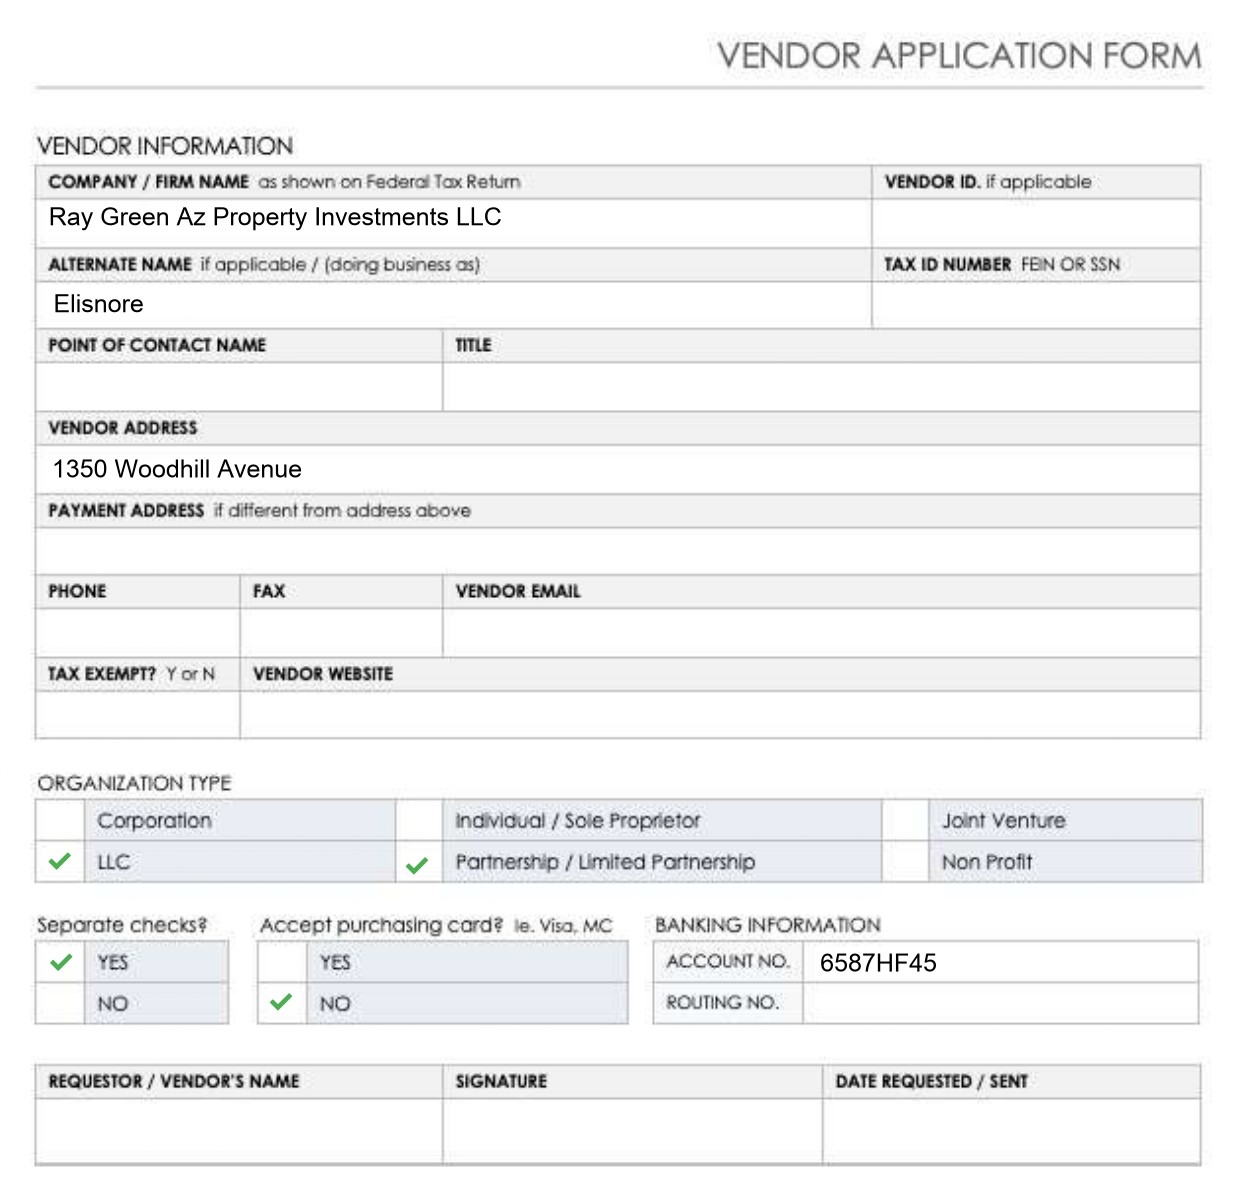 VENDOR APPLICATION FORM
VENDOR INFORMATION
COMPANY / FIRM NAME as shown on Federal Tax Return
VENDOR ID. if applicable
Ray Green Az Property Investments LLC
ALTERNATE NAME if applicable / (doing business as)
TAX ID NUMBER FEIN OR SSN
Elisnore
POINT OF CONTACT NAME
TITLE
VENDOR ADDRESS
1350 Woodhill Avenue
PAYMENT ADDRESS if different from address above
PHONE
FAX
VENDOR EMAIL
TAX EXEMPT? Y or N
VENDOR WEBSITE
ORGANIZATION TYPE
Corporation
Individual / Sole Proprietor
Joint Venture
LLC
Partnership / Limited Partnership
Non Profit
Separate checks?
Accept purchasing card? Ie. Visa, MC
BANKING INFORMATION
YES
YES
ACCOUNT NO. 6587HF45
NO
NO
ROUTING NO.
REQUESTOR / VENDOR'S NAME
SIGNATURE
DATE REQUESTED / SENT